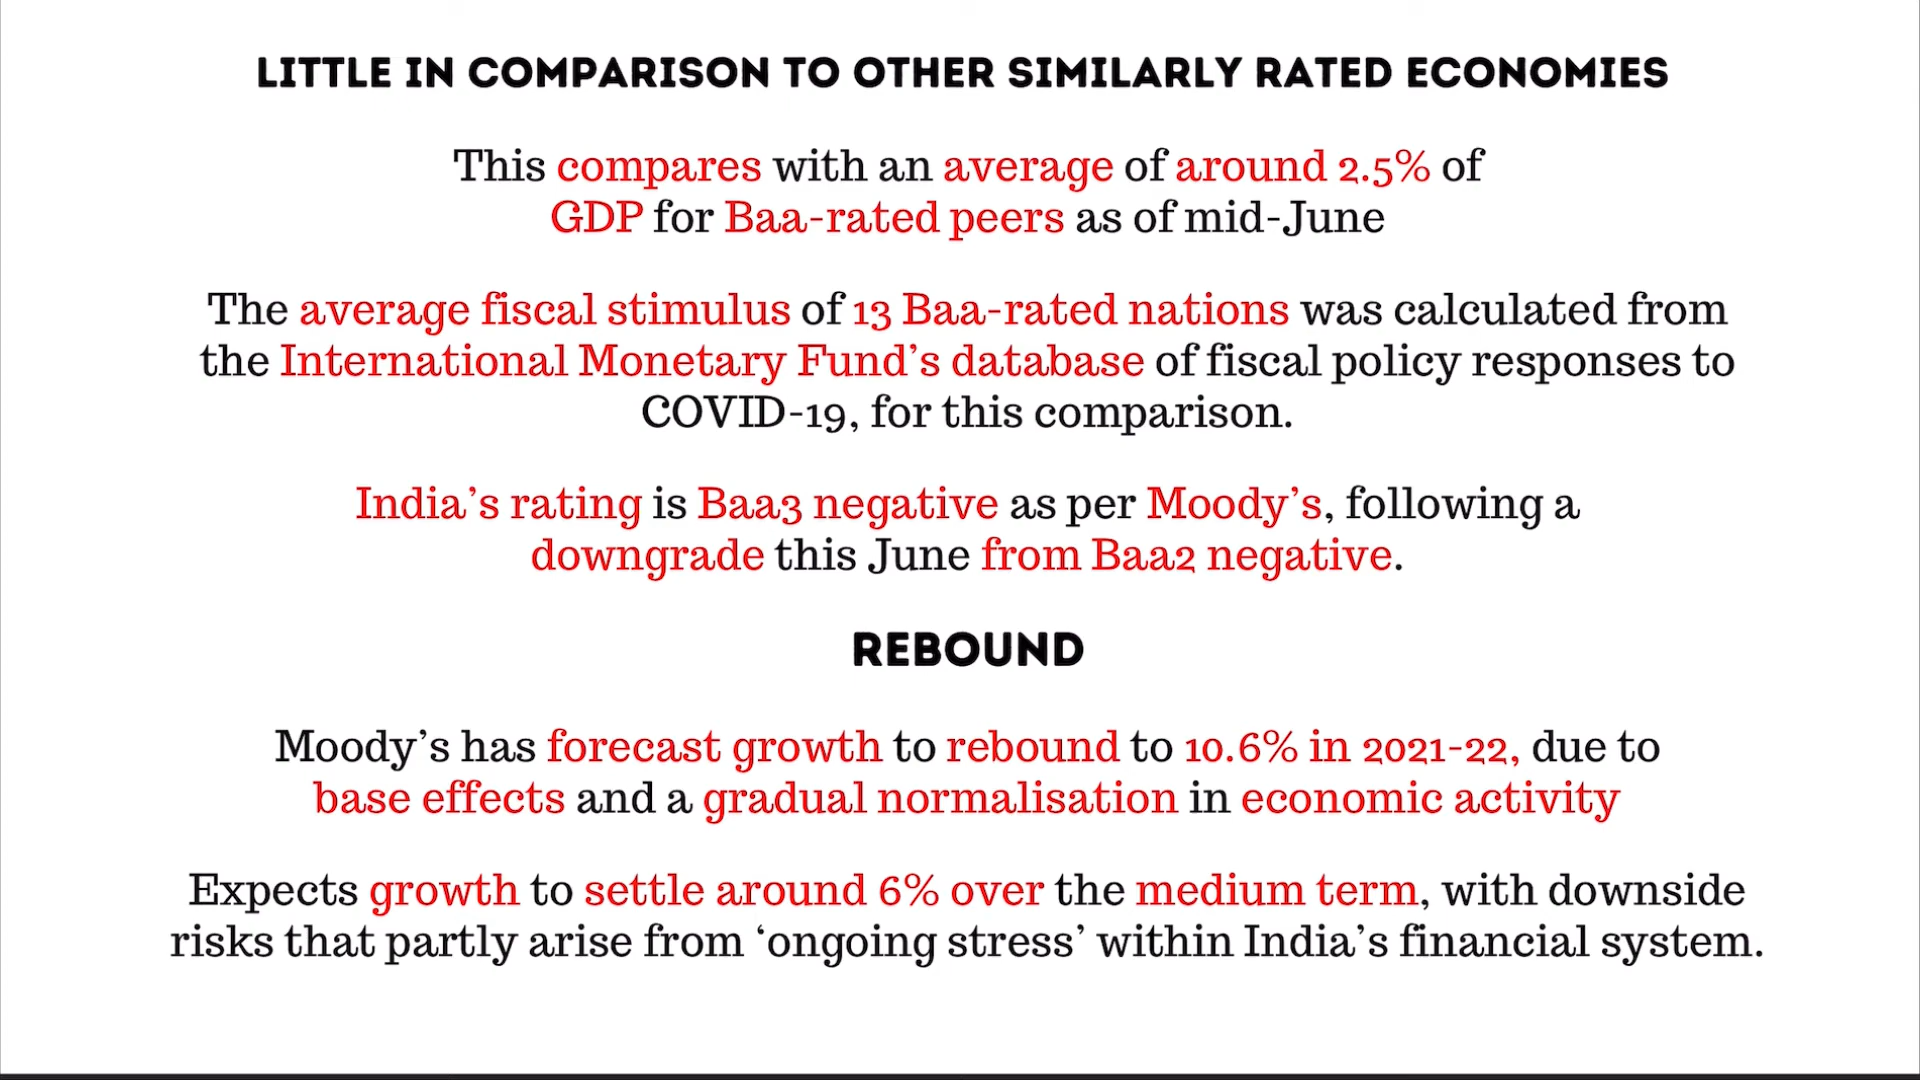 LITTLE IN COMPARISON TO OTHER SIMILARLY RATED ECONOMIES
This compares with an average of around 2.5% of
GDP for Baa-rated peers as of mid-June
The average fiscal stimulus of 13 Baa-rated nations was calculated from
the International Monetary Fund’s database of fiscal policy responses to
COVID-19, for this comparison.
India’s rating is Baa3 negative as per Moody’s, following a
downgrade this June from Baa2 negative.
REBOUND
Moody’s has forecast growth to rebound to 10.6% in 2021-22, due to
base effects and a gradual normalisation in economic activity
Expects growth to settle around 6% over the medium term, with downside
risks that partly arise from ‘ongoing stress’ within India’s financial system.